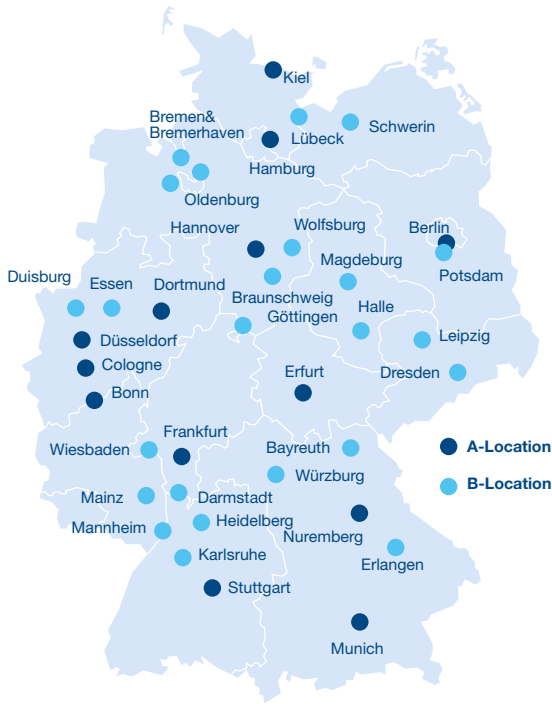 Kiel
Bremen&
Bremerhaven
Lübeck
Schwerin
Hamburg
Oldenburg
Hannover
Wolfsburg
Berlin
Magdeburg
Potsdam
Duisburg
Essen
Dortmund
Braunschweig
Göttingen
Halle
Düsseldorf
Leipzig
Cologne
Erfurt
Dresden
Bonn
Frankfurt
Wiesbaden
Bayreuth
A-Location
Würzburg
B-Location
Mainz
Darmstadt
Mannheim
Heidelberg
Nuremberg
Karlsruhe
Erlangen
Stuttgart
Munich